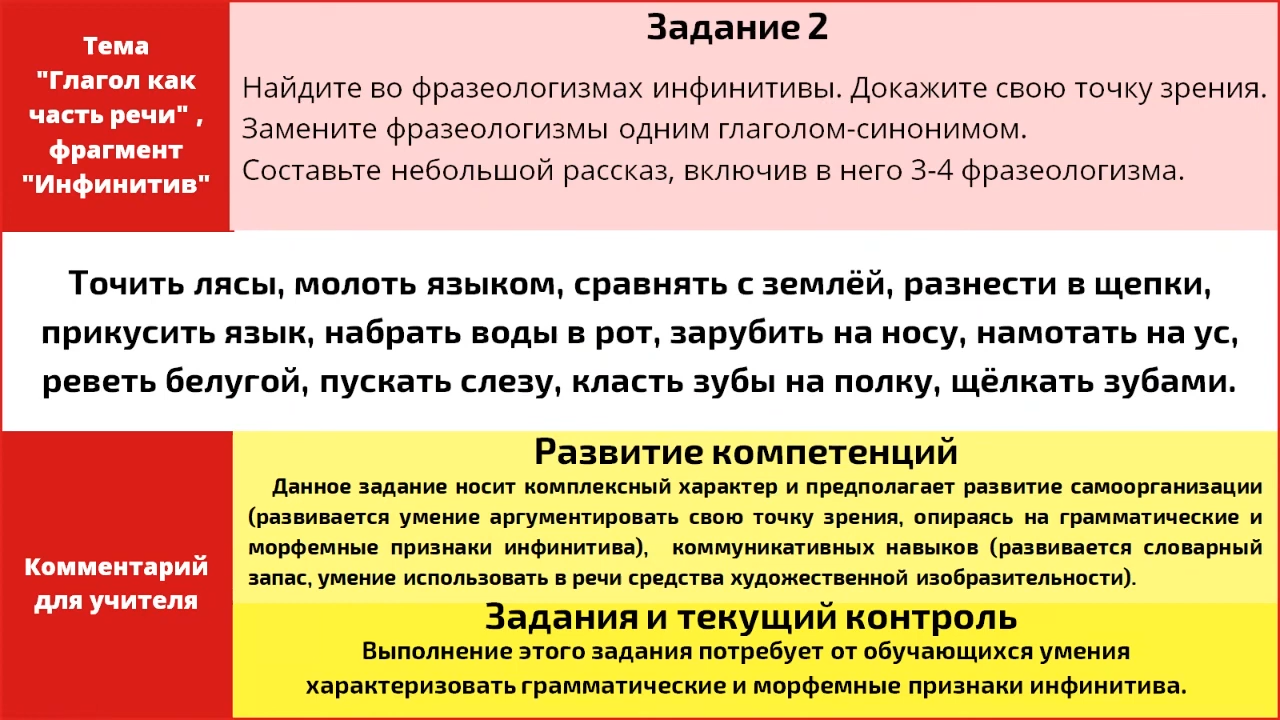 Тема
"Глагол как
часть речи" ,
фрагмент
"Инфинитив"
Задание 2
Найдите во фразеологизмах инфинитивы. Докажите свою точку зрения.
Замените фразеологизмы одним глаголом-синонимом.
Составьте небольшой рассказ, включив в него 3-4 фразеологизма.
Точить лясы, молоть языком, сравнять с землёй, разнести в щепки,
прикусить язык, набрать воды в рот, зарубить на носу, намотать на ус,
реветь белугой, пускать слезу, класть зубы на полку, щёлкать зубами.
Комментарий
для учителя
Развитие компетенций
Данное задание носит комплексный характер и предполагает развитие самоорганизации
(развивается умение аргументировать свою точку зрения, опираясь на грамматические и
морфемные признаки инфинитива), коммуникативных навыков (развивается словарный
запас, умение использовать в речи средства художественной изобразительности).
Задания и текущий контроль
Выполнение этого задания потребует от обучающихся умения
характеризовать грамматические и морфемные признаки инфинитива.